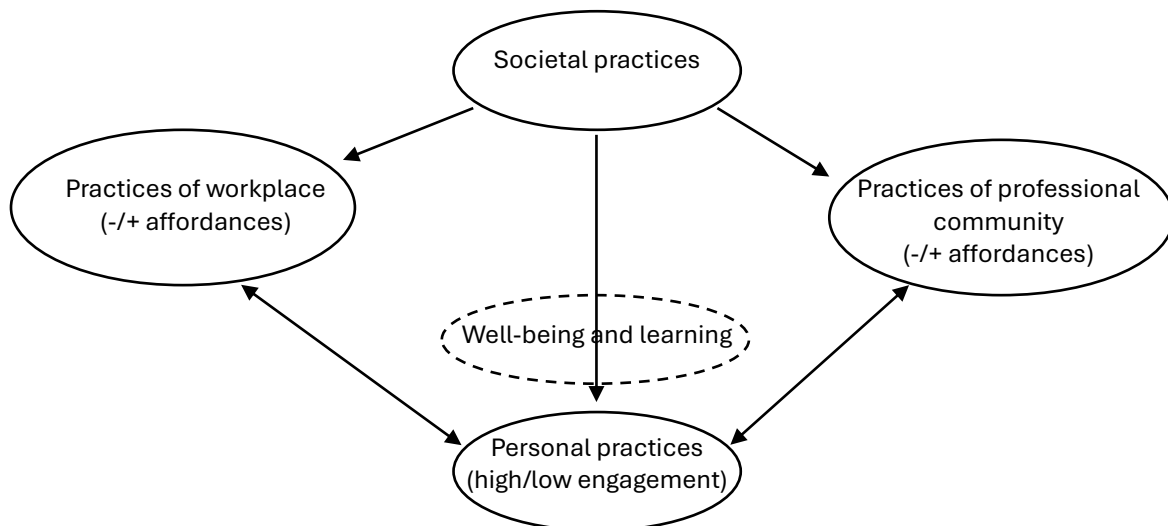 Societal practices
Practices of workplace
(-/+ affordances)
Practices of professional
community
(-/+ affordances)
Well-being and learning
Personal practices
(high/low engagement)